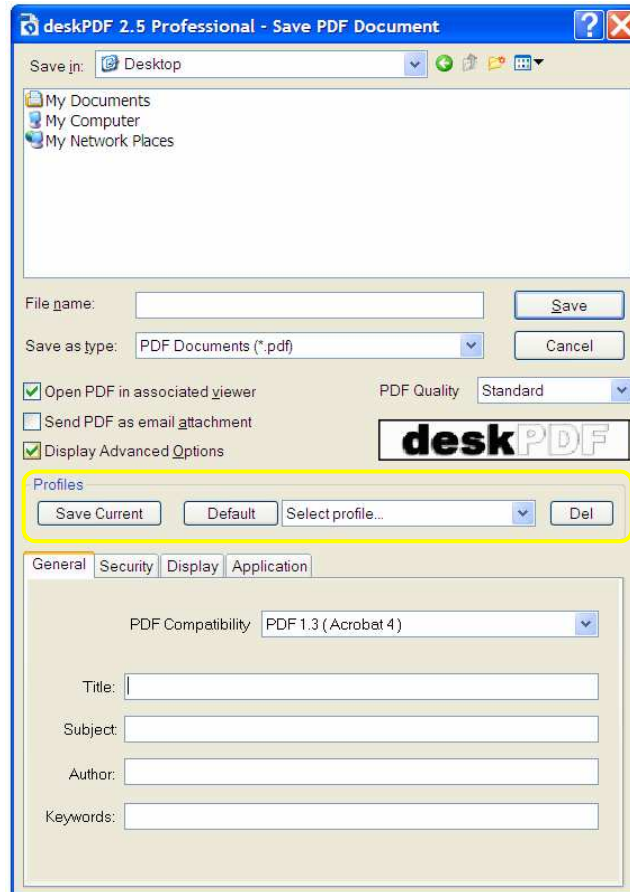 deskPDF 2.5 Professional - Save PDF Document
Save in: Desktop
My Documents
My Computer
My Network Places
File name: Save
Save as type: PDF Documents (*.pdf) Cancel
Open PDF in associated viewer PDF Quality Standard
Send PDF as email attachment
deskPDF
Display Advanced Options
Profiles
Save Current Default Select profile... Del
General Security Display Application
PDF Compatibility PDF 1.3 ( Acrobat 4 )
Title:
Subject:
Author:
Keywords: